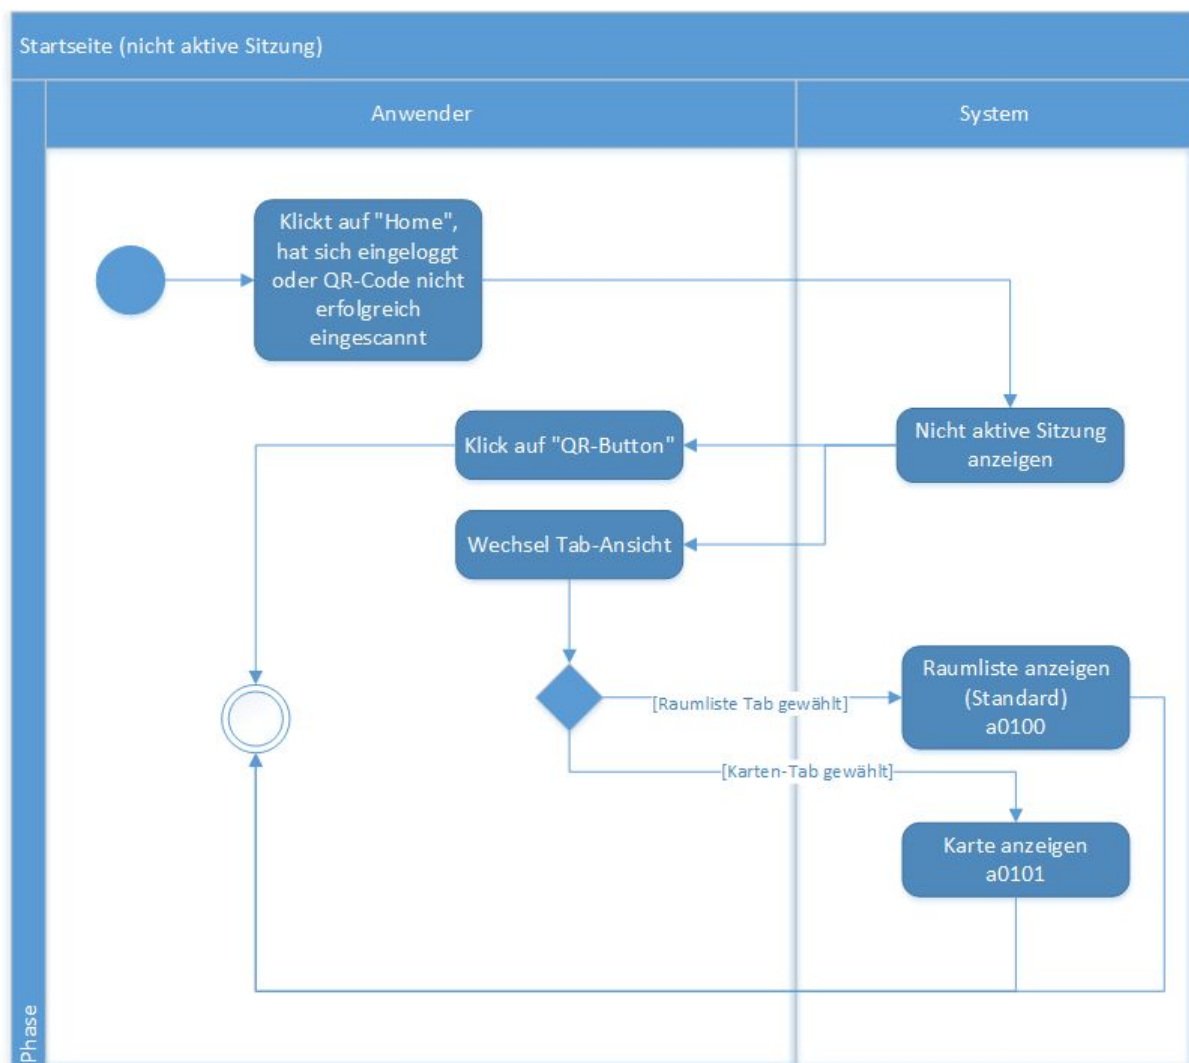 Startseite (nicht aktive Sitzung)
Anwender
System
Klickt auf "Home",
hat sich eingeloggt
oder QR-Code nicht
erfolgreich
eingescannt
Nicht aktive Sitzung
anzeigen
Klick auf "QR-Button"
Wechsel Tab-Ansicht
Raumliste anzeigen
(Standard)
a0100
[Raumliste Tab gewählt]
[Karten-Tab gewählt]
Karte anzeigen
a0101
Phase